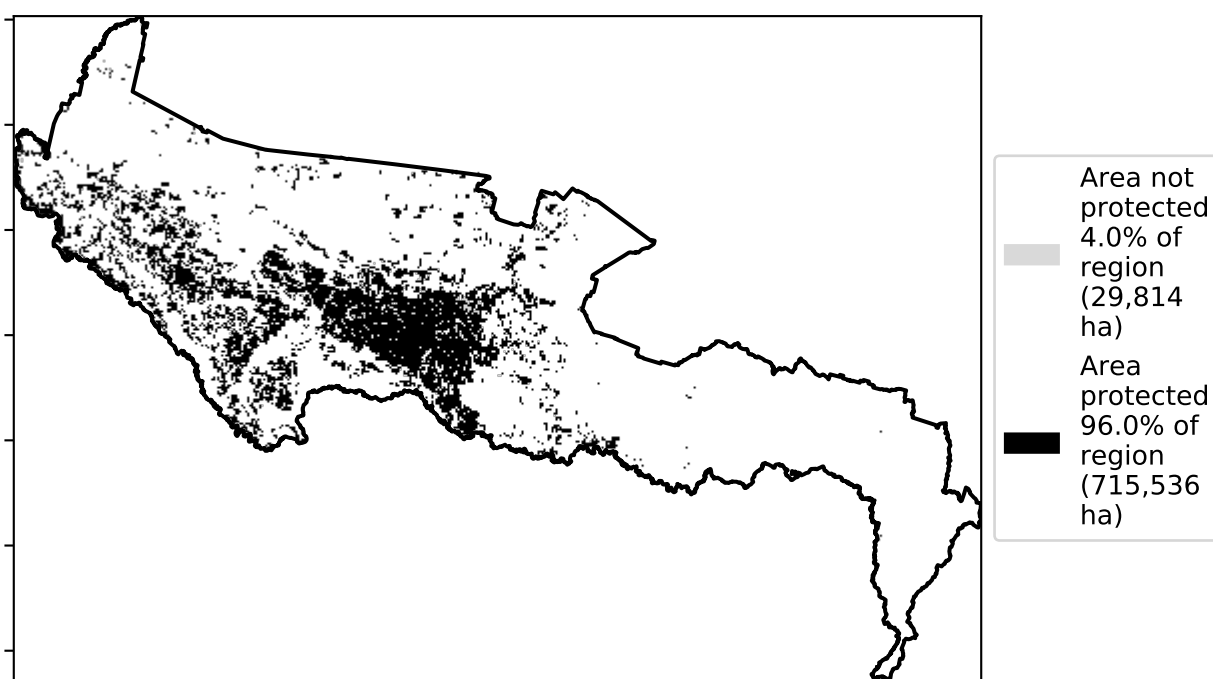 Area not
protected
4.0% of
region
(29,814
ha)
Area
protected
96.0% of
region
(715,536
ha)